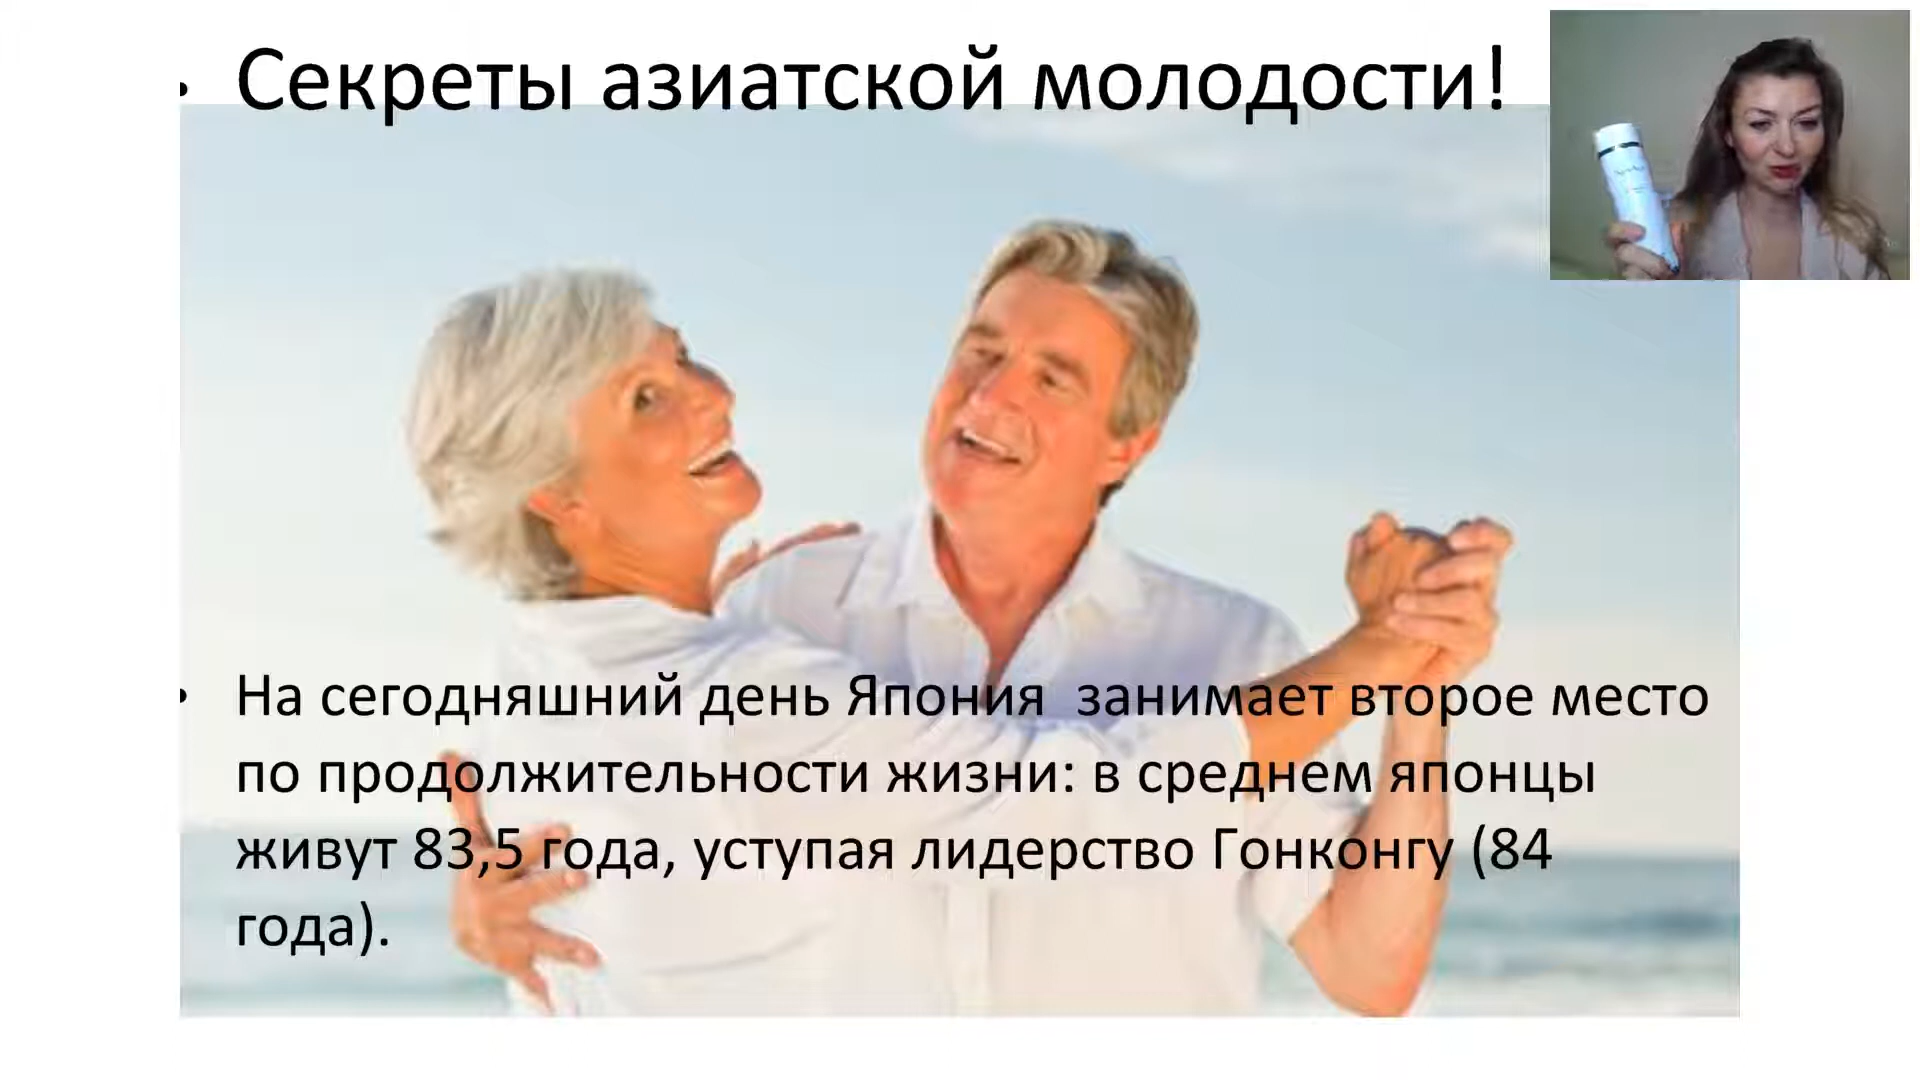 • Секреты азиатской молодости!
• На сегодняшний день Япония  занимает второе место
по продолжительности жизни: в среднем японцы
живут 83,5 года, уступая лидерство Гонконгу (84
года).